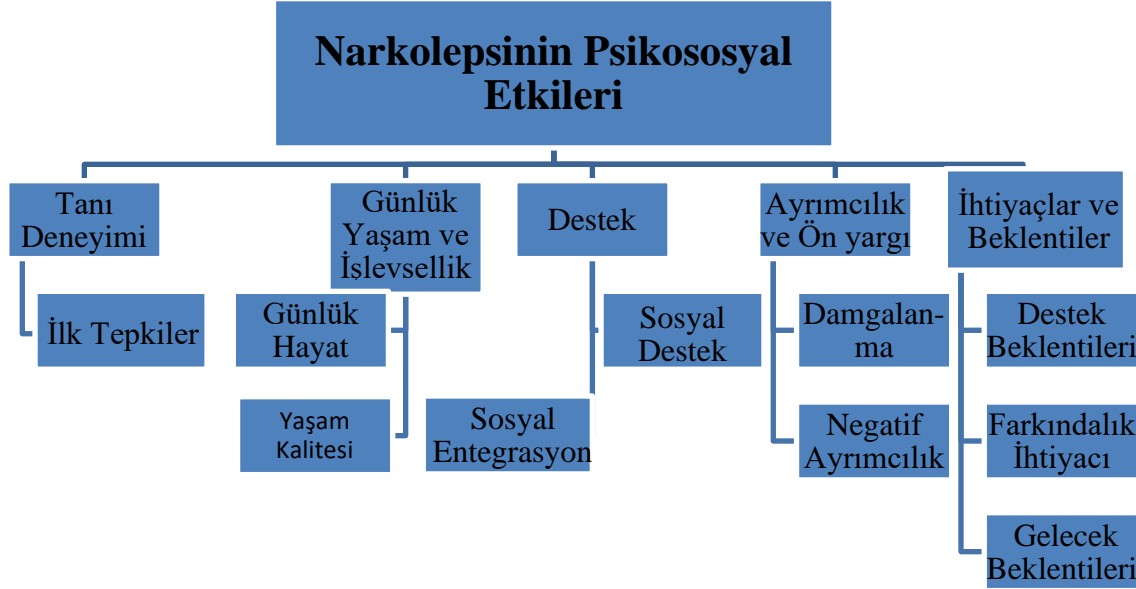 Narkolepsinin Psikososyal
Etkileri
Tanı
Deneyimi
İlk Tepkiler
Günlük
Yaşam ve
İşlevsellik
Günlük
Hayat
Yaşam
Kalitesi
Destek
Sosyal
Destek
Sosyal
Entegrasyon
Ayrımcılık
ve Ön yargı
Damgalan-
ma
Negatif
Ayrımcılık
İhtiyaçlar ve
Beklentiler
Destek
Beklentileri
Farkındalık
İhtiyacı
Gelecek
Beklentileri